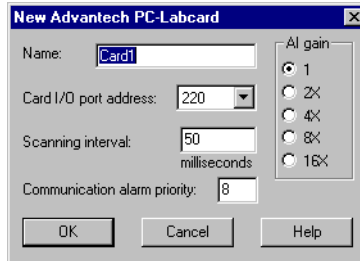 New Advantech PC-Labcard
Name: Card1
Card I/O port address: 220
Scanning interval: 50
milliseconds
Communication alarm priority: 8
AI gain
1
2X
4X
8X
16X
OK Cancel Help